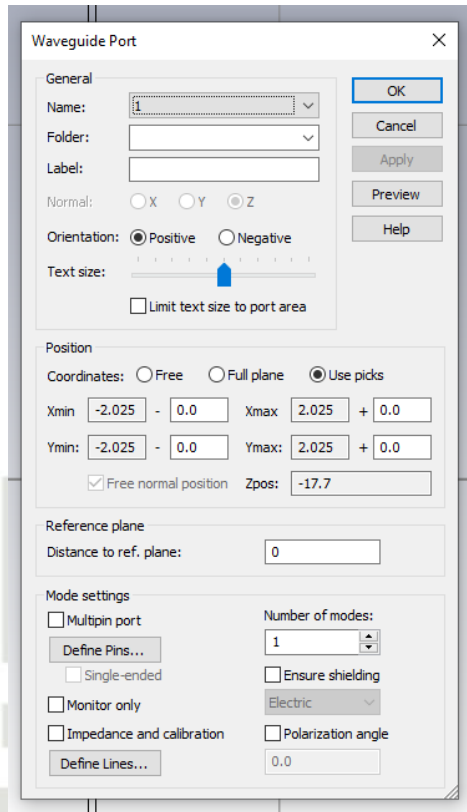 Waveguide Port
General
Name: 1
OK
Folder:
Cancel
Label:
Apply
Normal: X Y Z
Preview
Orientation: Positive Negative
Help
Text size:
Limit text size to port area
Position
Coordinates: Free Full plane Use picks
Xmin -2.025 - 0.0 Xmax 2.025 + 0.0
Ymin: -2.025 - 0.0 Ymax: 2.025 + 0.0
Free normal position Zpos: -17.7
Reference plane
Distance to ref. plane: 0
Mode settings
Multipin port
Number of modes:
Define Pins... 1
Single-ended
Ensure shielding
Monitor only
Electric
Impedance and calibration
Polarization angle
Define Lines... 0.0